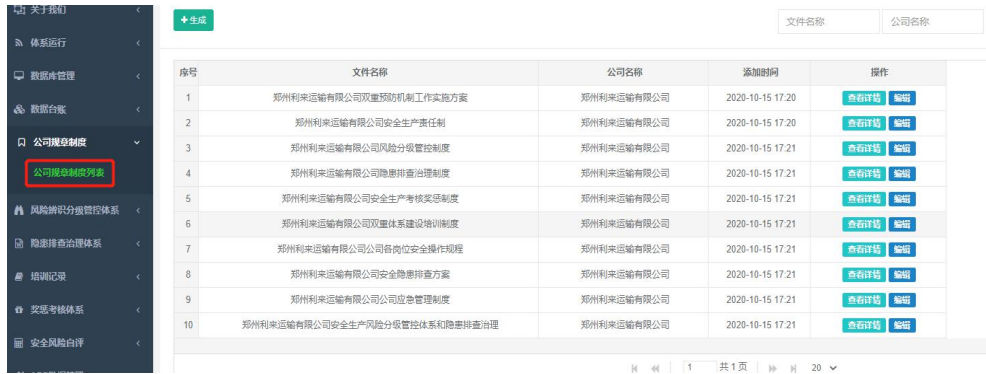 关于我们
体系运行
数据库管理
数据台账
公司规章制度
公司规章制度列表
风险辨识分级管控体系
隐患排查治理体系
培训记录
奖惩考核体系
安全风险自评
+生成
文件名称 公司名称
序号 文件名称 公司名称 添加时间 操作
1 郑州利来运输有限公司双重预防机制工作实施方案 郑州利来运输有限公司 2020-10-15 17:20 查看详情 编辑
2 郑州利来运输有限公司安全生产责任制 郑州利来运输有限公司 2020-10-15 17:20 查看详情 编辑
3 郑州利来运输有限公司风险分级管控制度 郑州利来运输有限公司 2020-10-15 17:21 查看详情 编辑
4 郑州利来运输有限公司隐患排查治理制度 郑州利来运输有限公司 2020-10-15 17:21 查看详情 编辑
5 郑州利来运输有限公司安全生产考核奖惩制度 郑州利来运输有限公司 2020-10-15 17:21 查看详情 编辑
6 郑州利来运输有限公司双重体系建设培训制度 郑州利来运输有限公司 2020-10-15 17:21 查看详情 编辑
7 郑州利来运输有限公司公司各岗位安全操作规程 郑州利来运输有限公司 2020-10-15 17:21 查看详情 编辑
8 郑州利来运输有限公司安全隐患排查方案 郑州利来运输有限公司 2020-10-15 17:21 查看详情 编辑
9 郑州利来运输有限公司公司应急管理制度 郑州利来运输有限公司 2020-10-15 17:21 查看详情 编辑
10 郑州利来运输有限公司安全生产风险分级管控体系和隐患排查治理 郑州利来运输有限公司 2020-10-15 17:21 查看详情 编辑
1 共1页 20